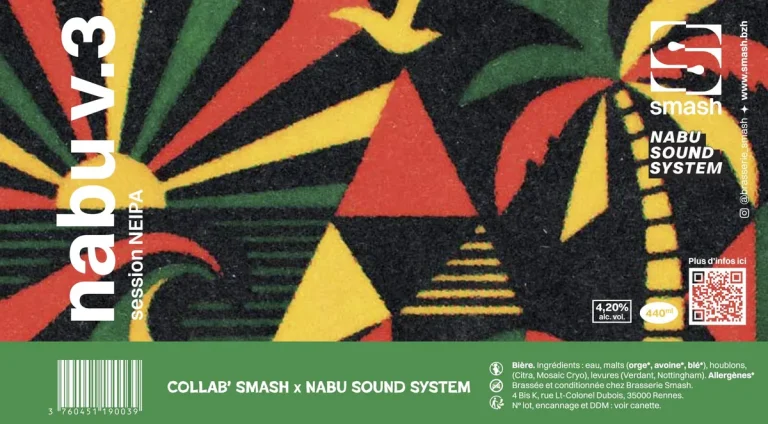 nabu v.3
session NEIPA
smash
NABU
SOUND
SYSTEM
@brasserie_smash ✦ www.smash.bzh
Plus d'infos ici
4,20%
alc. vol.
440ml
3 760451 190039
COLLAB' SMASH x NABU SOUND SYSTEM
Bière. Ingrédients : eau, malts (orge*, avoine*, blé*), houblons,
(Citra, Mosaic Cryo), levures (Verdant, Nottingham). Allergènes*
Brassée et conditionnée chez Brasserie Smash.
4 Bis K, rue Lt-Colonel Dubois, 35000 Rennes.
N° lot, encannage et DDM : voir canette.